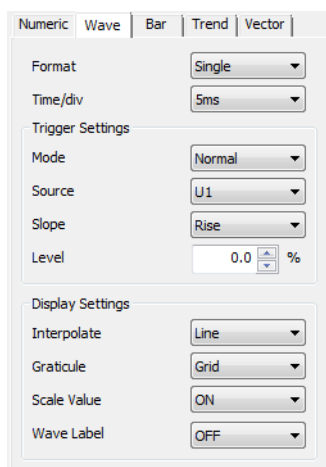 Numeric Wave Bar Trend Vector
Format Single
Time/div 5ms
Trigger Settings
Mode Normal
Source U1
Slope Rise
Level 0.0 %
Display Settings
Interpolate Line
Graticule Grid
Scale Value ON
Wave Label OFF